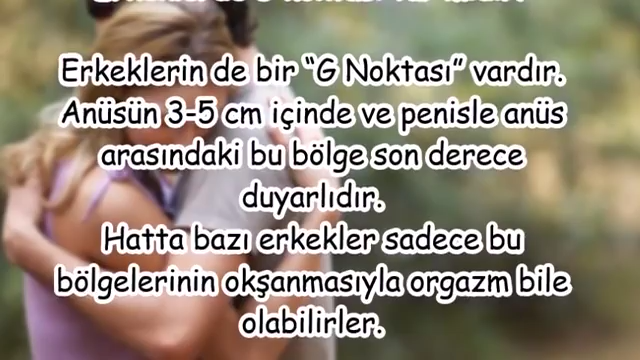 Erkeklerin de bir “G Noktası” vardır.
Anüsün 3-5 cm içinde ve penisle anüs
arasındaki bu bölge son derece
duyarlıdır.
Hatta bazı erkekler sadece bu
bölgelerinin okşanmasıyla orgazm bile
olabilirler.